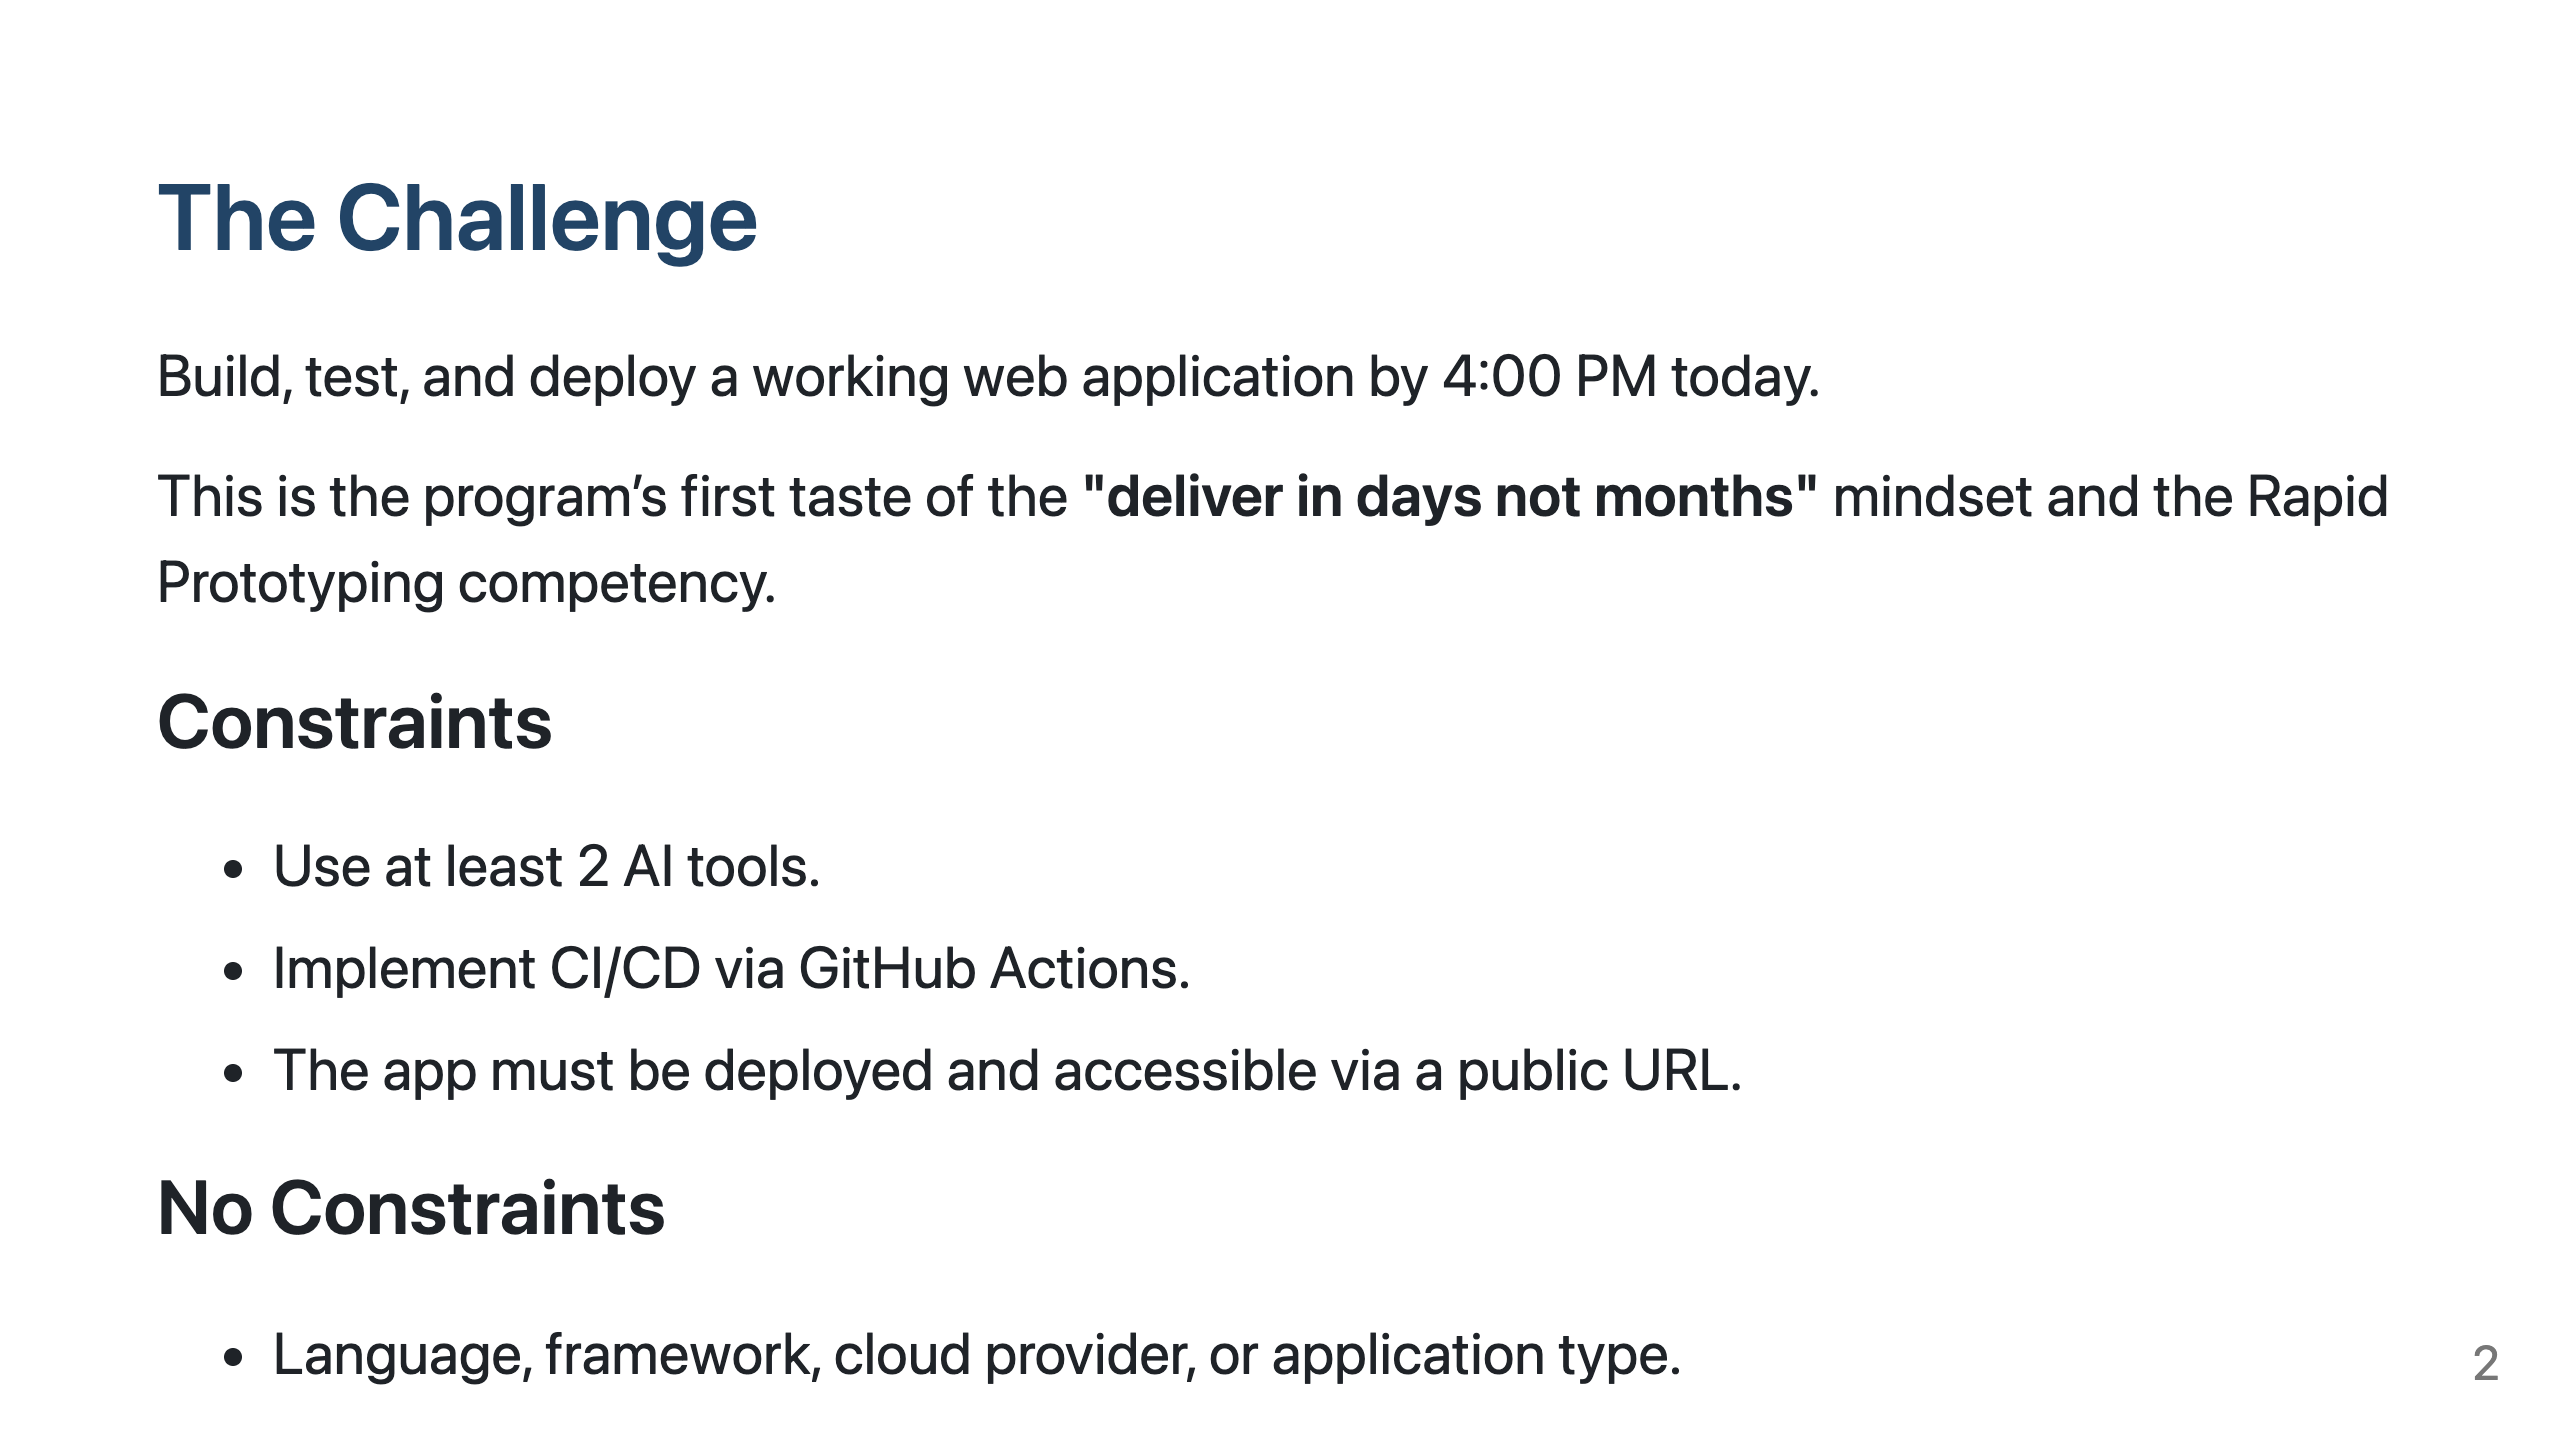 The Challenge
Build, test, and deploy a working web application by 4:00 PM today.
This is the program’s first taste of the "deliver in days not months" mindset and the Rapid
Prototyping competency.
Constraints
• Use at least 2 AI tools.
• Implement CI/CD via GitHub Actions.
• The app must be deployed and accessible via a public URL.
No Constraints
• Language, framework, cloud provider, or application type.
2